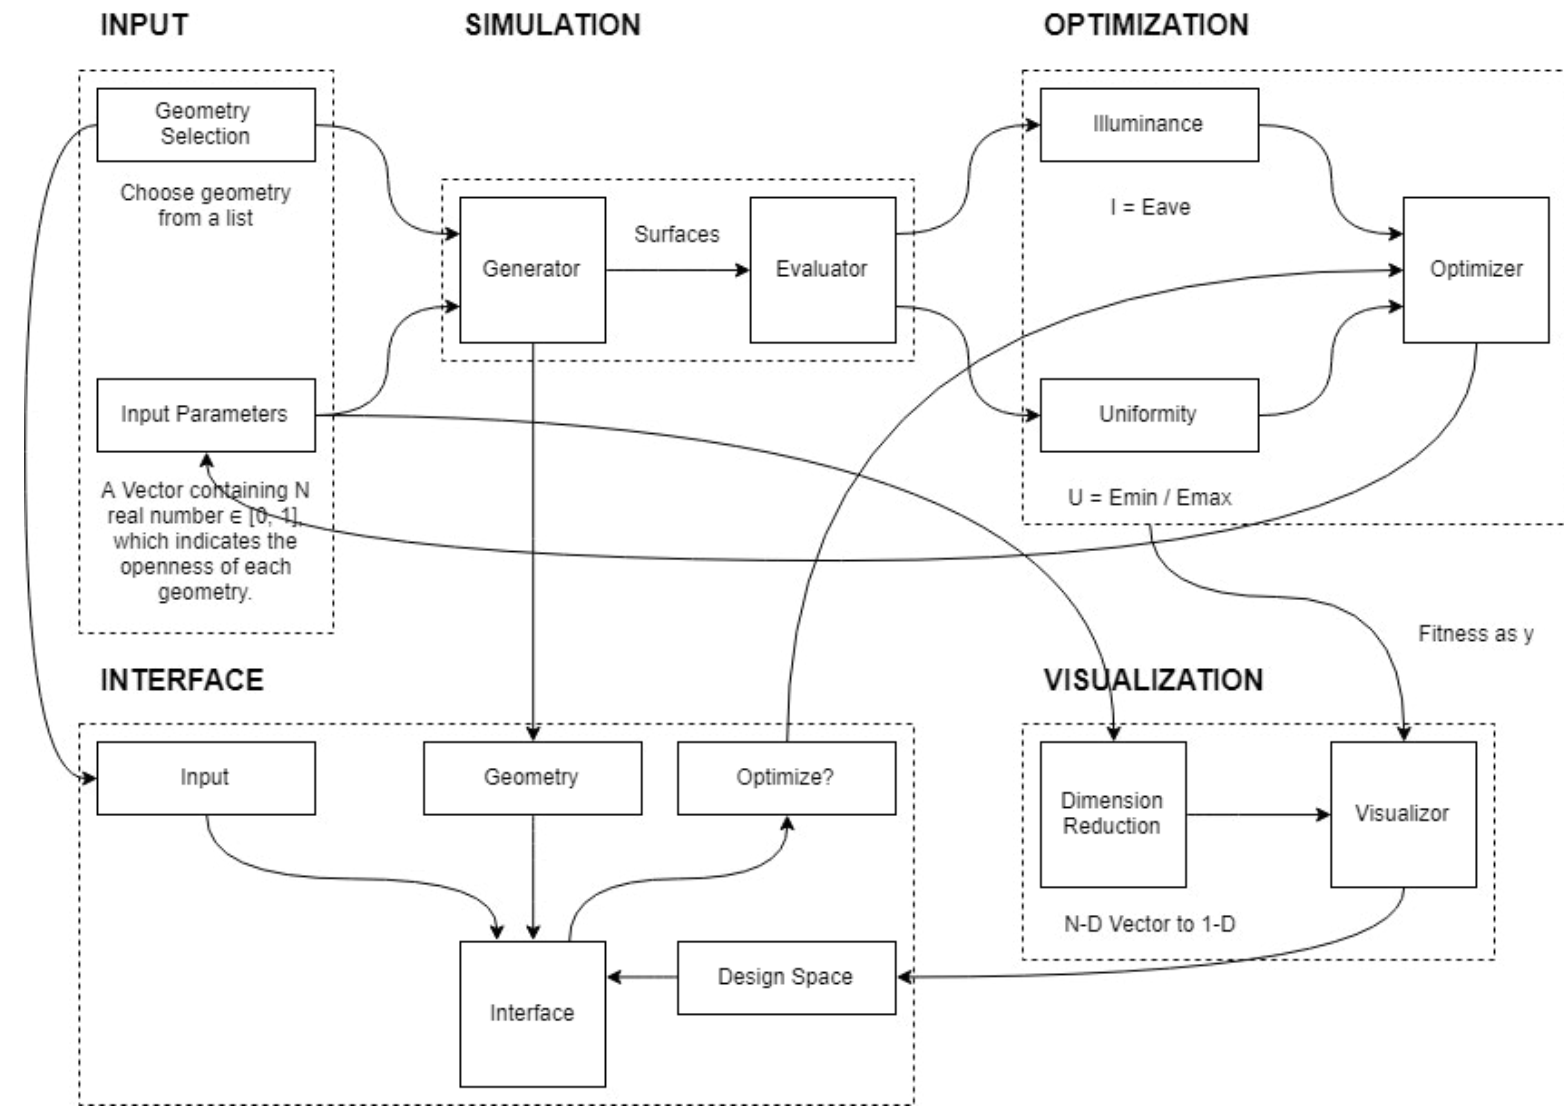 INPUT
SIMULATION
OPTIMIZATION
Geometry
Selection
Choose geometry
from a list
Input Parameters
A Vector containing N
real number ∈ [0, 1],
which indicates the
openness of each
geometry.
Generator
Surfaces
Evaluator
Illuminance
I = Eave
Optimizer
Uniformity
U = Emin / Emax
Fitness as y
INTERFACE
VISUALIZATION
Input
Geometry
Optimize?
Interface
Design Space
Dimension
Reduction
Visualizor
N-D Vector to 1-D